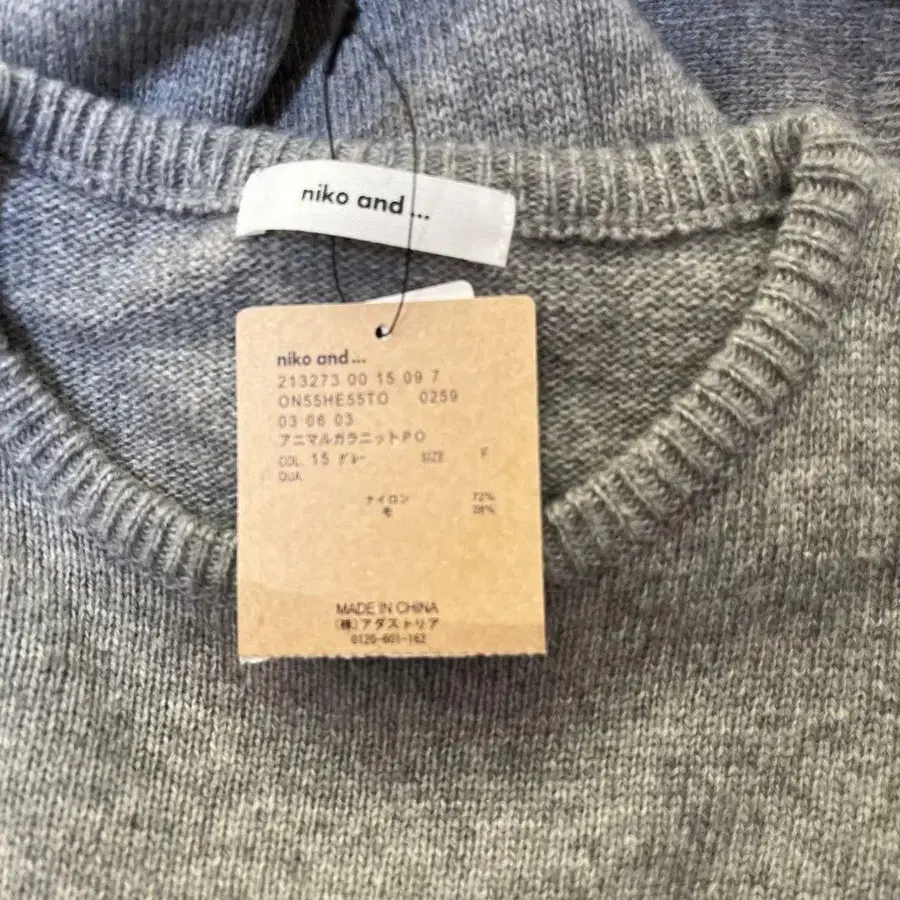 niko and ...
niko and ...
213273 00 15 09 7
ON55HE55TO 0259
03 06 03
アニマルガラニットPO
COL 15 グレー SIZE F
QUA
ナイロン 72%
毛 28%
MADE IN CHINA
(株)アダストリア
0120-601-162